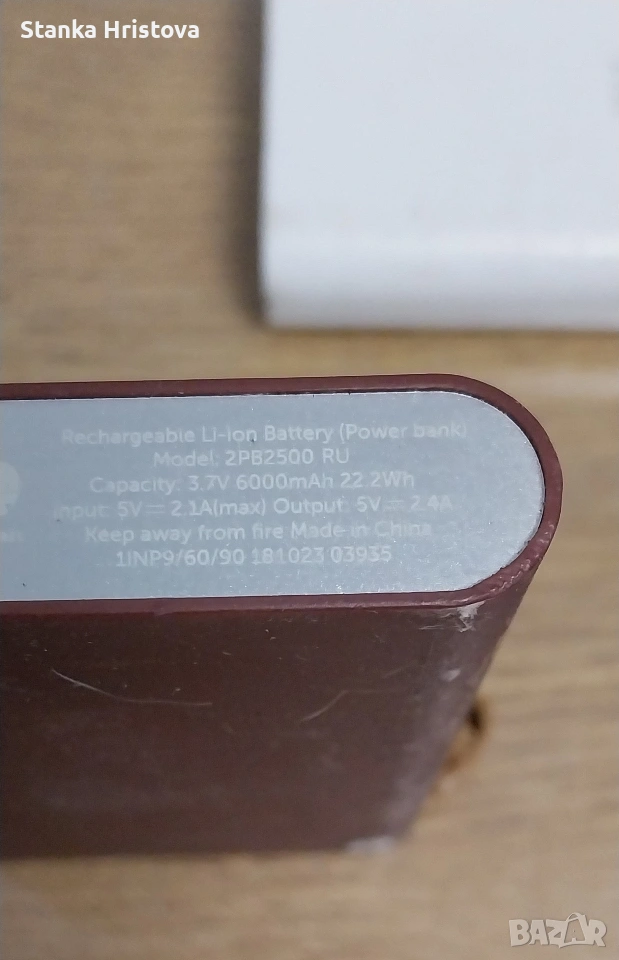 Stanka Hristova
Rechargeable Li-ion Battery (Power bank)
Model: 2PB2500 RU
Capacity: 3.7V 6000mAh 22.2Wh
Input: 5V⎓2.1A(max) Output: 5V⎓2.4A
Keep away from fire Made in China
1INP9/60/90 181023 03935
BAZAR